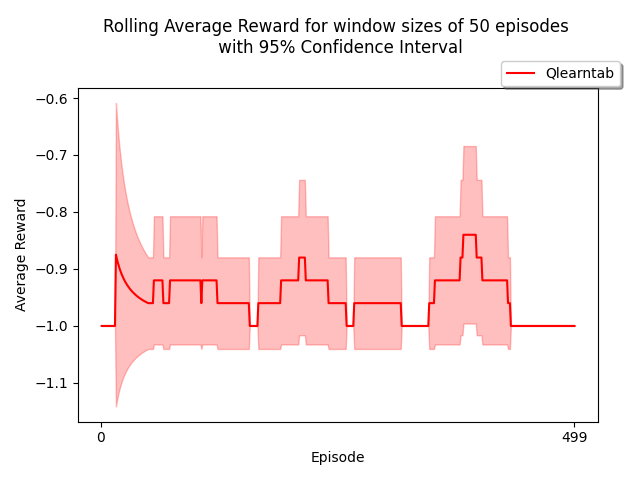 Rolling Average Reward for window sizes of 50 episodes
with 95% Confidence Interval
Qlearntab
−0.6
−0.7
−0.8
−0.9
−1.0
−1.1
Average Reward
0
499
Episode